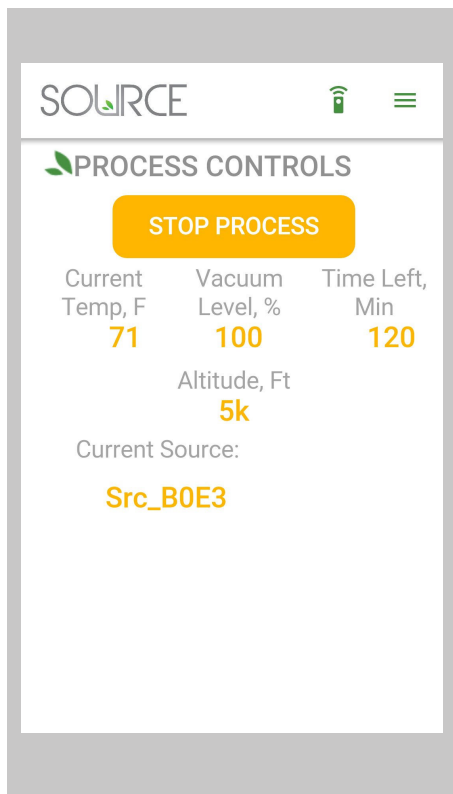 SOURCE
PROCESS CONTROLS
STOP PROCESS
Current Temp, F
71
Vacuum Level, %
100
Time Left, Min
120
Altitude, Ft
5k
Current Source:
Src_B0E3